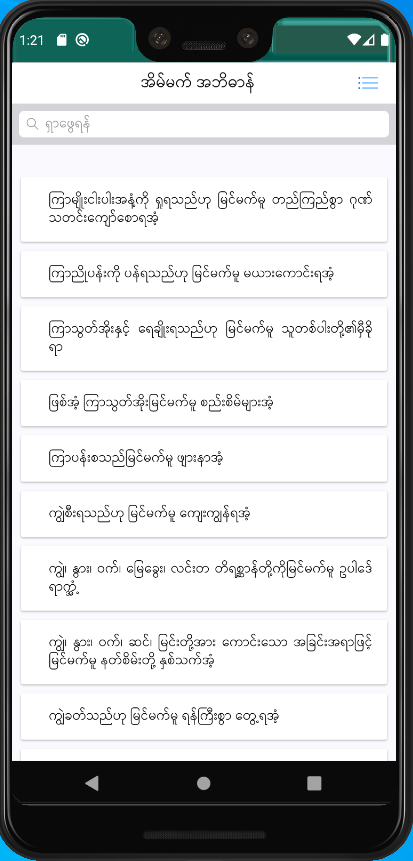 1:21
အိမ်မက် အဘိဓာန်
ရှာဖွေရန်
ကြာမျိုးငါးပါးအနံ့ကို ရှူရသည်ဟု မြင်မက်မူ တည်ကြည်စွာ ဂုဏ်
သတင်းကျော်စောရအံ့
ကြာညိုပန်းကို ပန်ရသည်ဟု မြင်မက်မူ မယားကောင်းရအံ့
ကြာသွတ်အိုးနှင့် ရေချိုးရသည်ဟု မြင်မက်မူ သူတစ်ပါးတို့၏မှီခို
ရာ
ဖြစ်အံ့ ကြာသွတ်အိုးမြင်မက်မူ စည်းစိမ်များအံ့
ကြာပန်းစသည်မြင်မက်မူ ဖျားနာအံ့
ကျွဲစီးရသည်ဟု မြင်မက်မူ ကျေးကျွန်ရအံ့
ကျွဲ၊ နွား၊ ဝက်၊ မြွေခွေး၊ လင်းတ တိရစ္ဆာန်တို့ကိုမြင်မက်မူ ဥပါဒ်ေ
ရာက္အံ့
ကျွဲ၊ နွား၊ ဝက်၊ ဆင်၊ မြင်းတို့အား ကောင်းသော အခြင်းအရာဖြင့်
မြင်မက်မူ နတ်စိမ်းတို့ နှစ်သက်အံ့
ကျွဲခတ်သည်ဟု မြင်မက်မူ ရန်ကြီးစွာ တွေ့ရအံ့